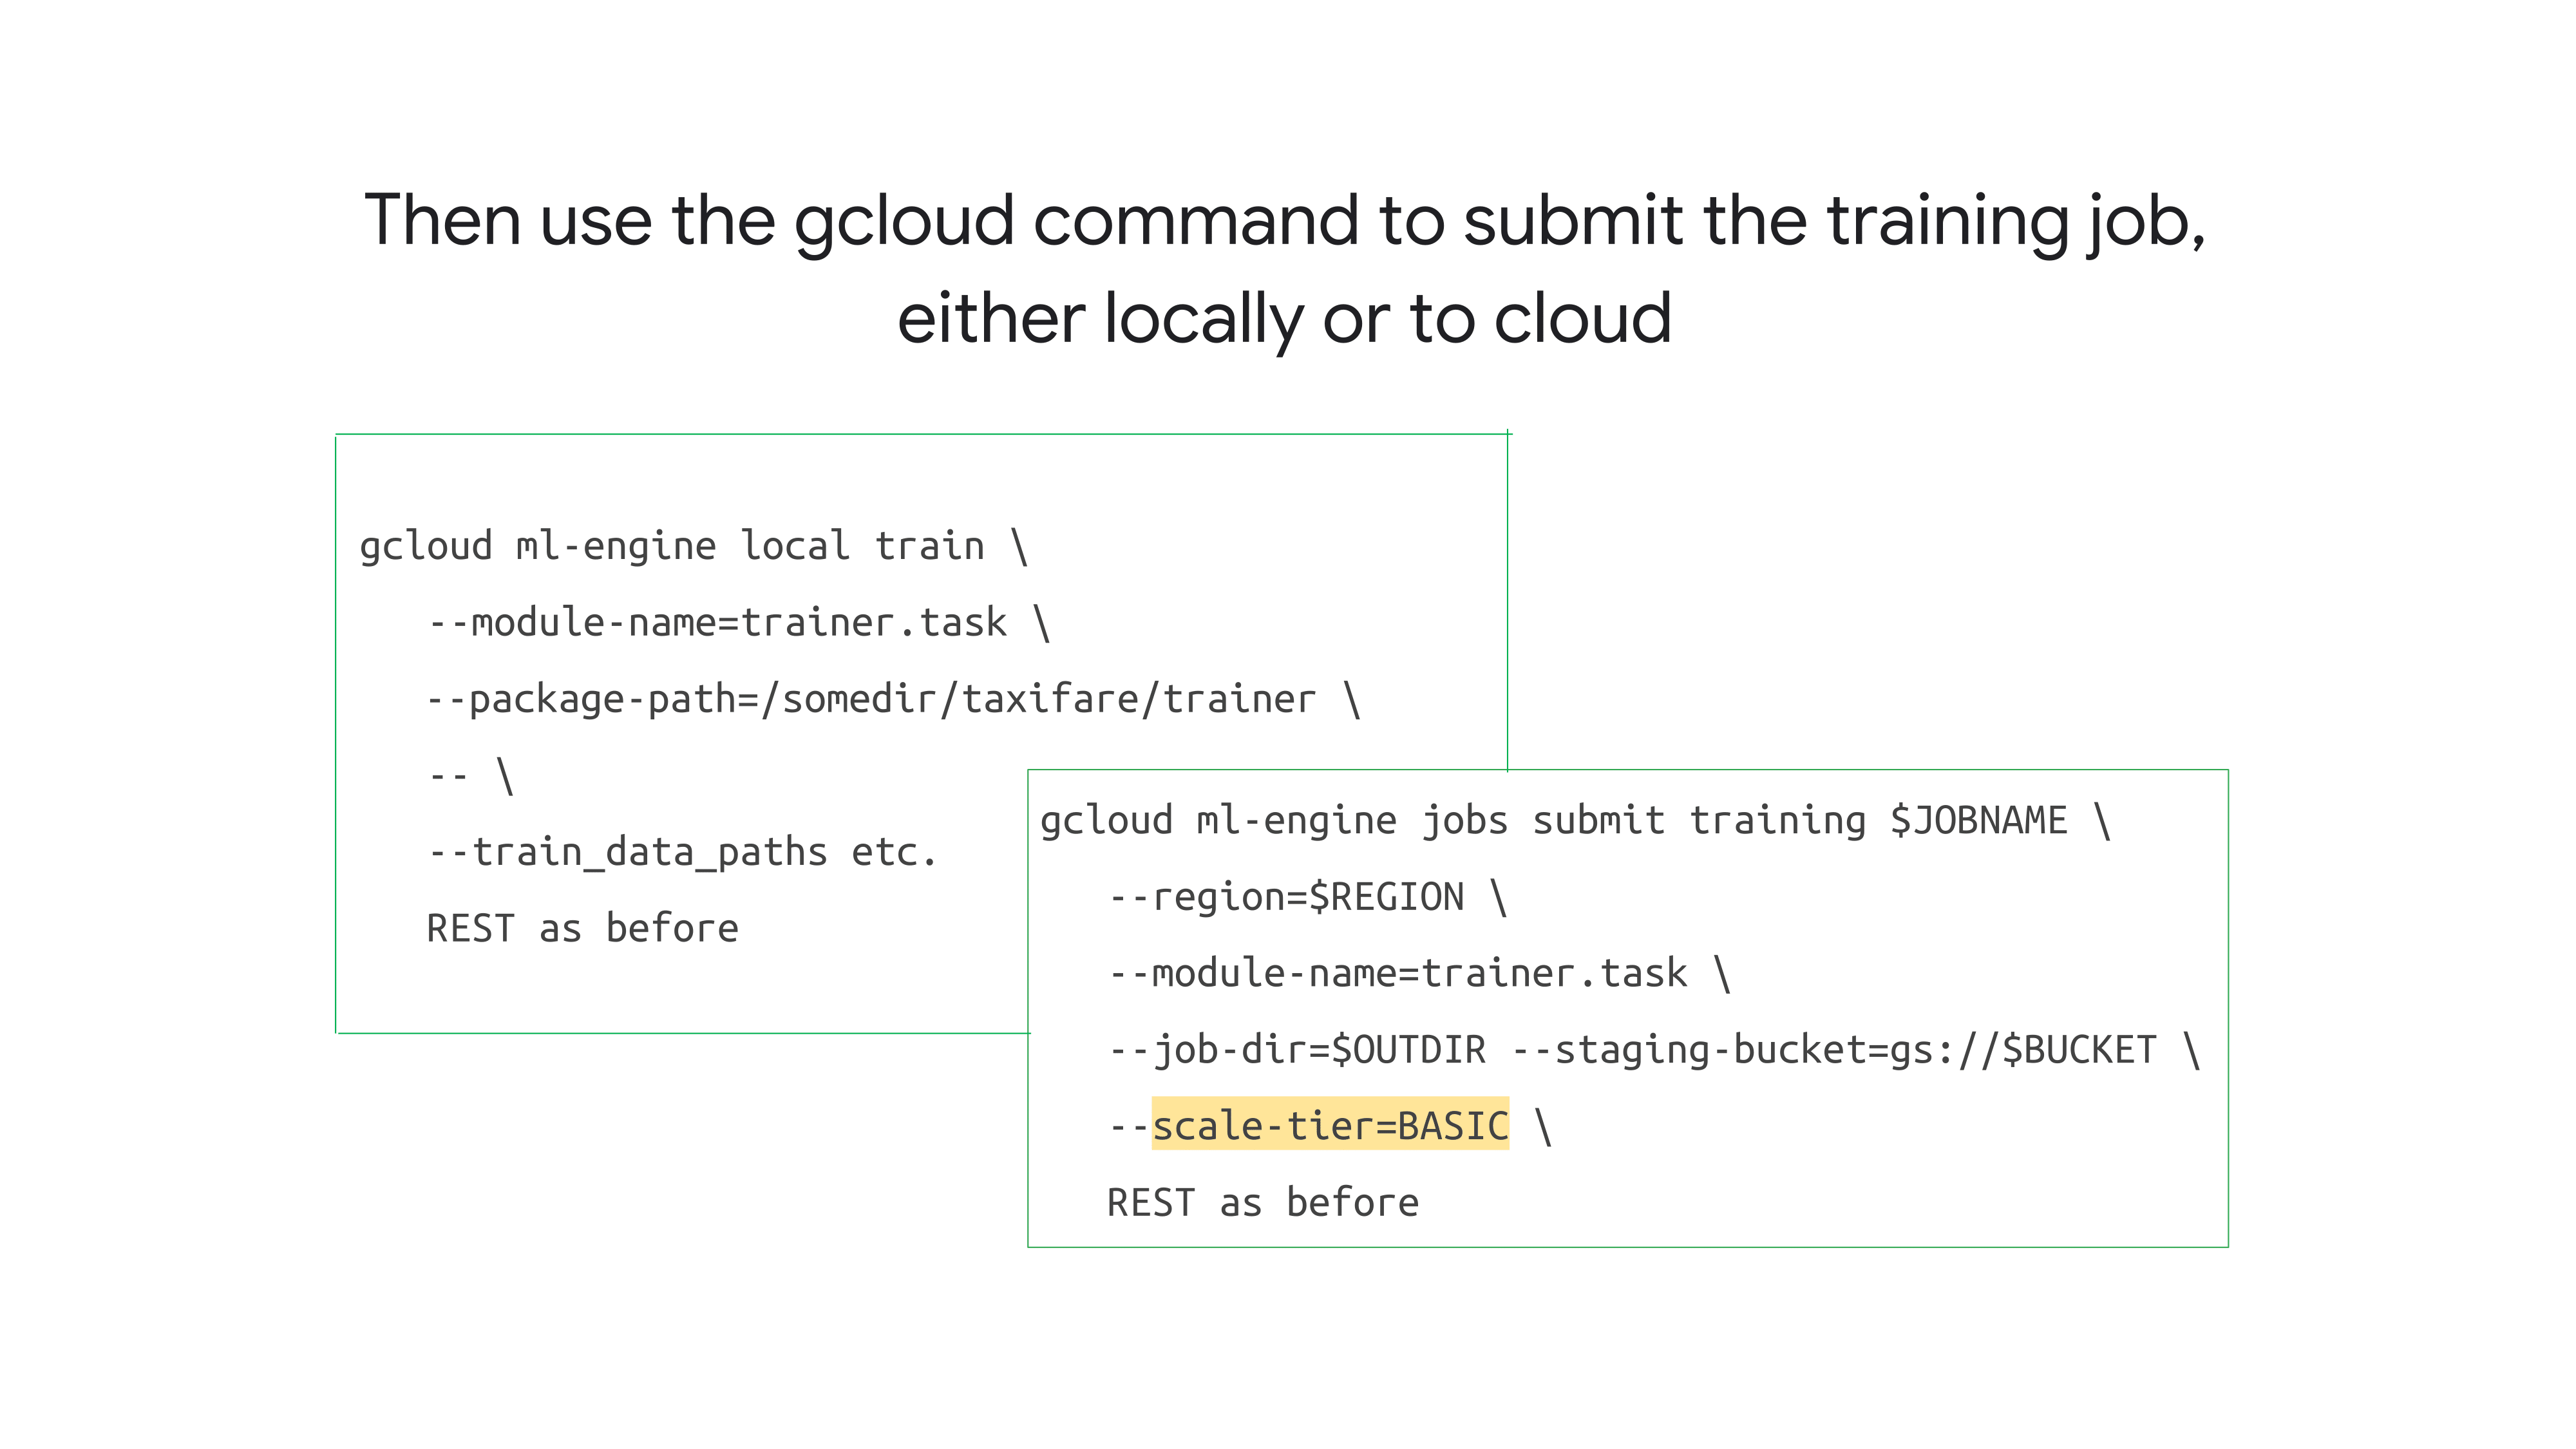 Then use the gcloud command to submit the training job,
either locally or to cloud
gcloud ml-engine local train \
--module-name=trainer.task \
--package-path=/somedir/taxifare/trainer \
-- \
--train_data_paths etc.
REST as before
gcloud ml-engine jobs submit training $JOBNAME \
--region=$REGION \
--module-name=trainer.task \
--job-dir=$OUTDIR --staging-bucket=gs://$BUCKET \
--scale-tier=BASIC \
REST as before